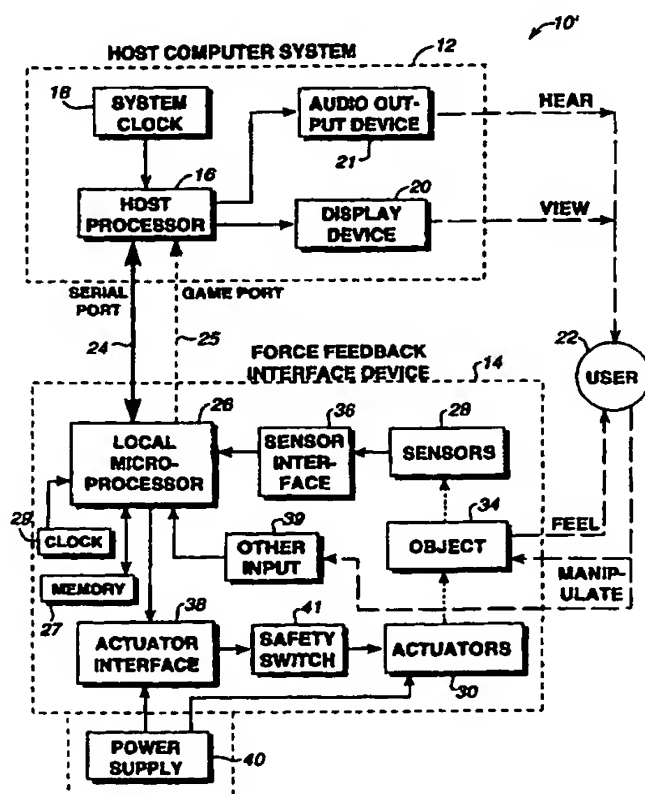 10'
HOST COMPUTER SYSTEM
12
18
SYSTEM
CLOCK
AUDIO OUT-
PUT DEVICE
21
HEAR
16
HOST
PROCESSOR
20
DISPLAY
DEVICE
VIEW
SERIAL
PORT
GAME PORT
24
25
FORCE FEEDBACK
INTERFACE DEVICE
14
22
USER
26
LOCAL
MICRO-
PROCESSOR
36
SENSOR
INTER-
FACE
28
SENSORS
29
CLOCK
39
OTHER
INPUT
34
OBJECT
FEEL
MANIP-
ULATE
MEMORY
27
38
ACTUATOR
INTERFACE
41
SAFETY
SWITCH
ACTUATORS
30
POWER
SUPPLY
40